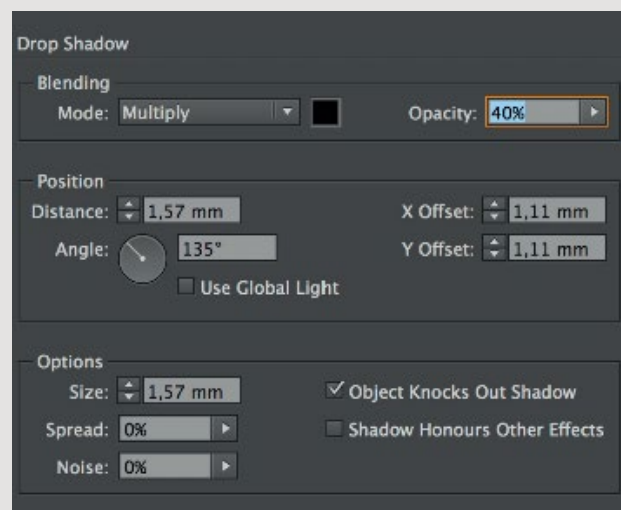 Drop Shadow
Blending
Mode: Multiply Opacity: 40%
Position
Distance: 1,57 mm X Offset: 1,11 mm
Angle: 135° Y Offset: 1,11 mm
Use Global Light
Options
Size: 1,57 mm Object Knocks Out Shadow
Spread: 0% Shadow Honours Other Effects
Noise: 0%